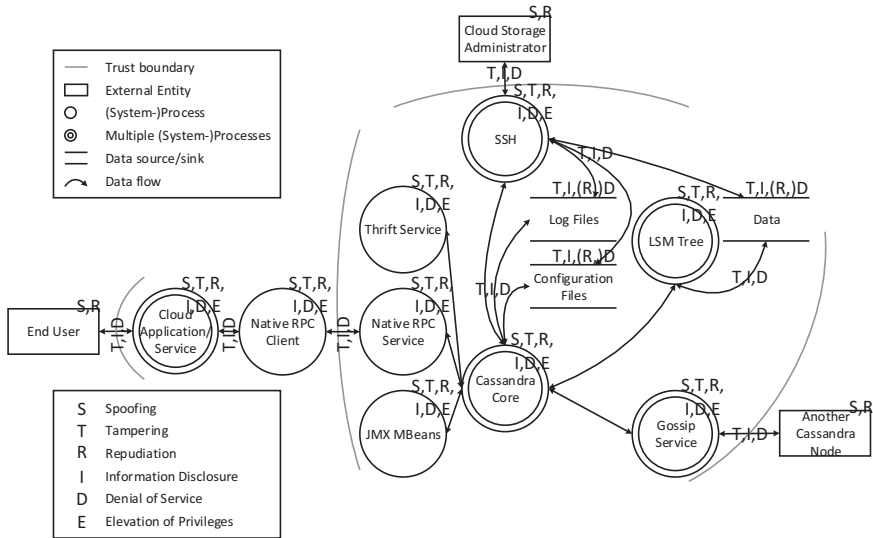 S,R
Cloud Storage
Administrator
T,I,D
Trust boundary
External Entity
(System-)Process
Multiple (System-)Processes
Data source/sink
Data flow
S,T,R,
I,D,E
SSH
T,I,D
S,T,R,
I,D,E
Thrift Service
T,I,(R,)D
Log Files
T,I,(R,)D
Configuration
Files
S,T,R,
I,D,E
LSM Tree
T,I,(R,)D
Data
T,I,D
T,I,D
S,R
End User
T,I,D
S,T,R,
I,D,E
Cloud
Application/
Service
T,I,D
S,T,R,
I,D,E
Native RPC
Client
T,I,D
S,T,R,
I,D,E
Native RPC
Service
S,T,R,
I,D,E
Cassandra
Core
S,T,R,
I,D,E
JMX MBeans
S,T,R,
I,D,E
Gossip
Service
T,I,D
S,R
Another
Cassandra
Node
S Spoofing
T Tampering
R Repudiation
I Information Disclosure
D Denial of Service
E Elevation of Privileges